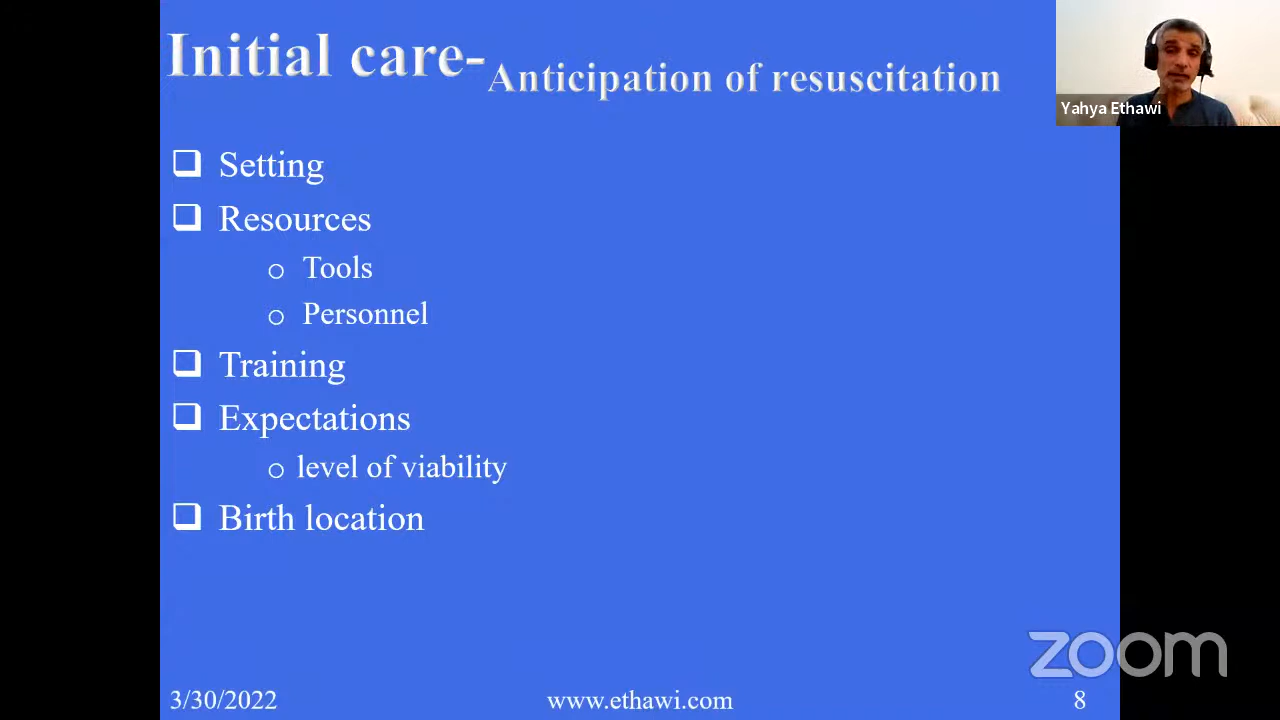 Initial care-Anticipation of resuscitation
Yahya Ethawi
❑ Setting
❑ Resources
o Tools
o Personnel
❑ Training
❑ Expectations
o level of viability
❑ Birth location
zoom
3/30/2022 www.ethawi.com 8